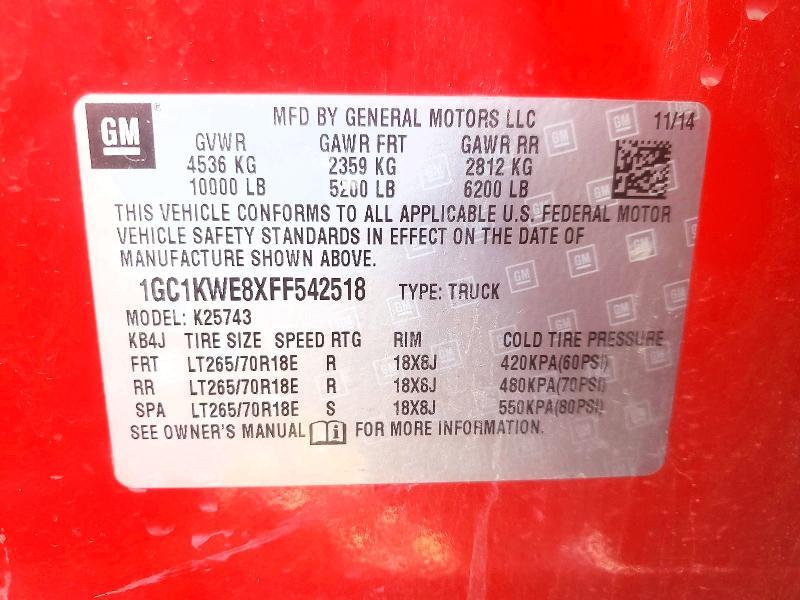 GM ® MFD BY GENERAL MOTORS LLC 11/14
GVWR GAWR FRT GAWR RR
4536 KG 2359 KG 2812 KG
10000 LB 5200 LB 6200 LB
THIS VEHICLE CONFORMS TO ALL APPLICABLE U.S. FEDERAL MOTOR
VEHICLE SAFETY STANDARDS IN EFFECT ON THE DATE OF
MANUFACTURE SHOWN ABOVE.
1GC1KWE8XFF542518 TYPE: TRUCK
MODEL: K25743
KB4J TIRE SIZE SPEED RTG RIM COLD TIRE PRESSURE
FRT LT265/70R18E R 18X8J 420KPA(60PSI)
RR LT265/70R18E R 18X8J 480KPA(70PSI)
SPA LT265/70R18E S 18X8J 550KPA(80PSI)
SEE OWNER'S MANUAL i FOR MORE INFORMATION.